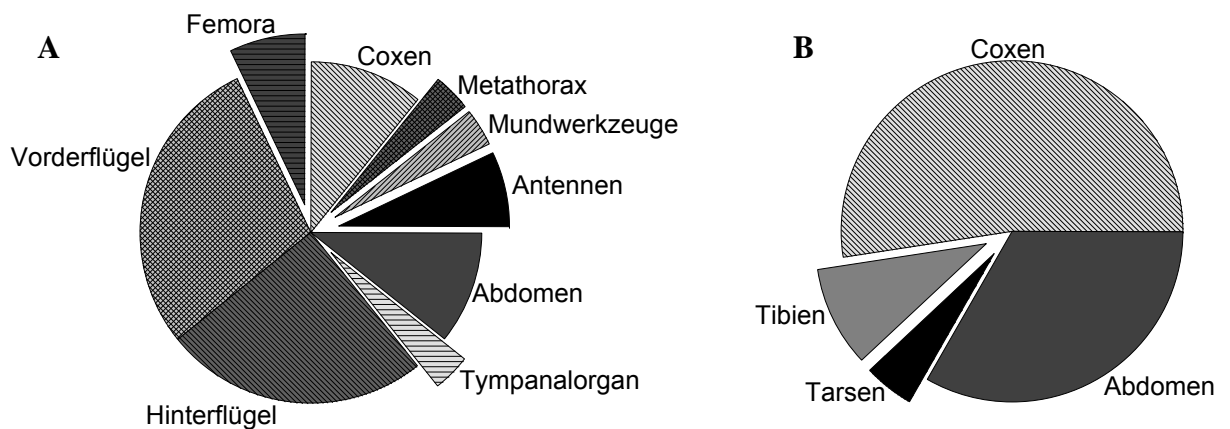 A
Femora
Coxen
Metathorax
Mundwerkzeuge
Antennen
Vorderflügel
Abdomen
Tympanalorgan
Hinterflügel
B
Coxen
Tibien
Tarsen
Abdomen